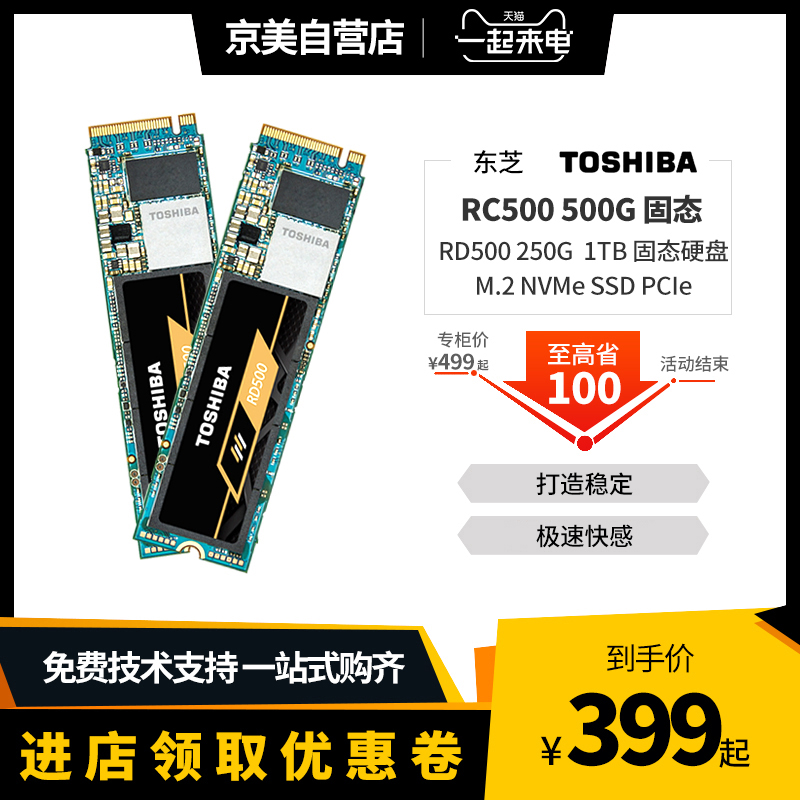 京美自营店
天猫
一起来电
东芝 TOSHIBA
RC500 500G 固态
RD500 250G 1TB 固态硬盘
M.2 NVMe SSD PCIe
专柜价
¥499起
至高省
100
活动结束
打造稳定
极速快感
TOSHIBA
TOSHIBA
TOSHIBA
RD500
TOSHIBA
免费技术支持 一站式购齐
进店领取优惠卷
到手价
¥399起